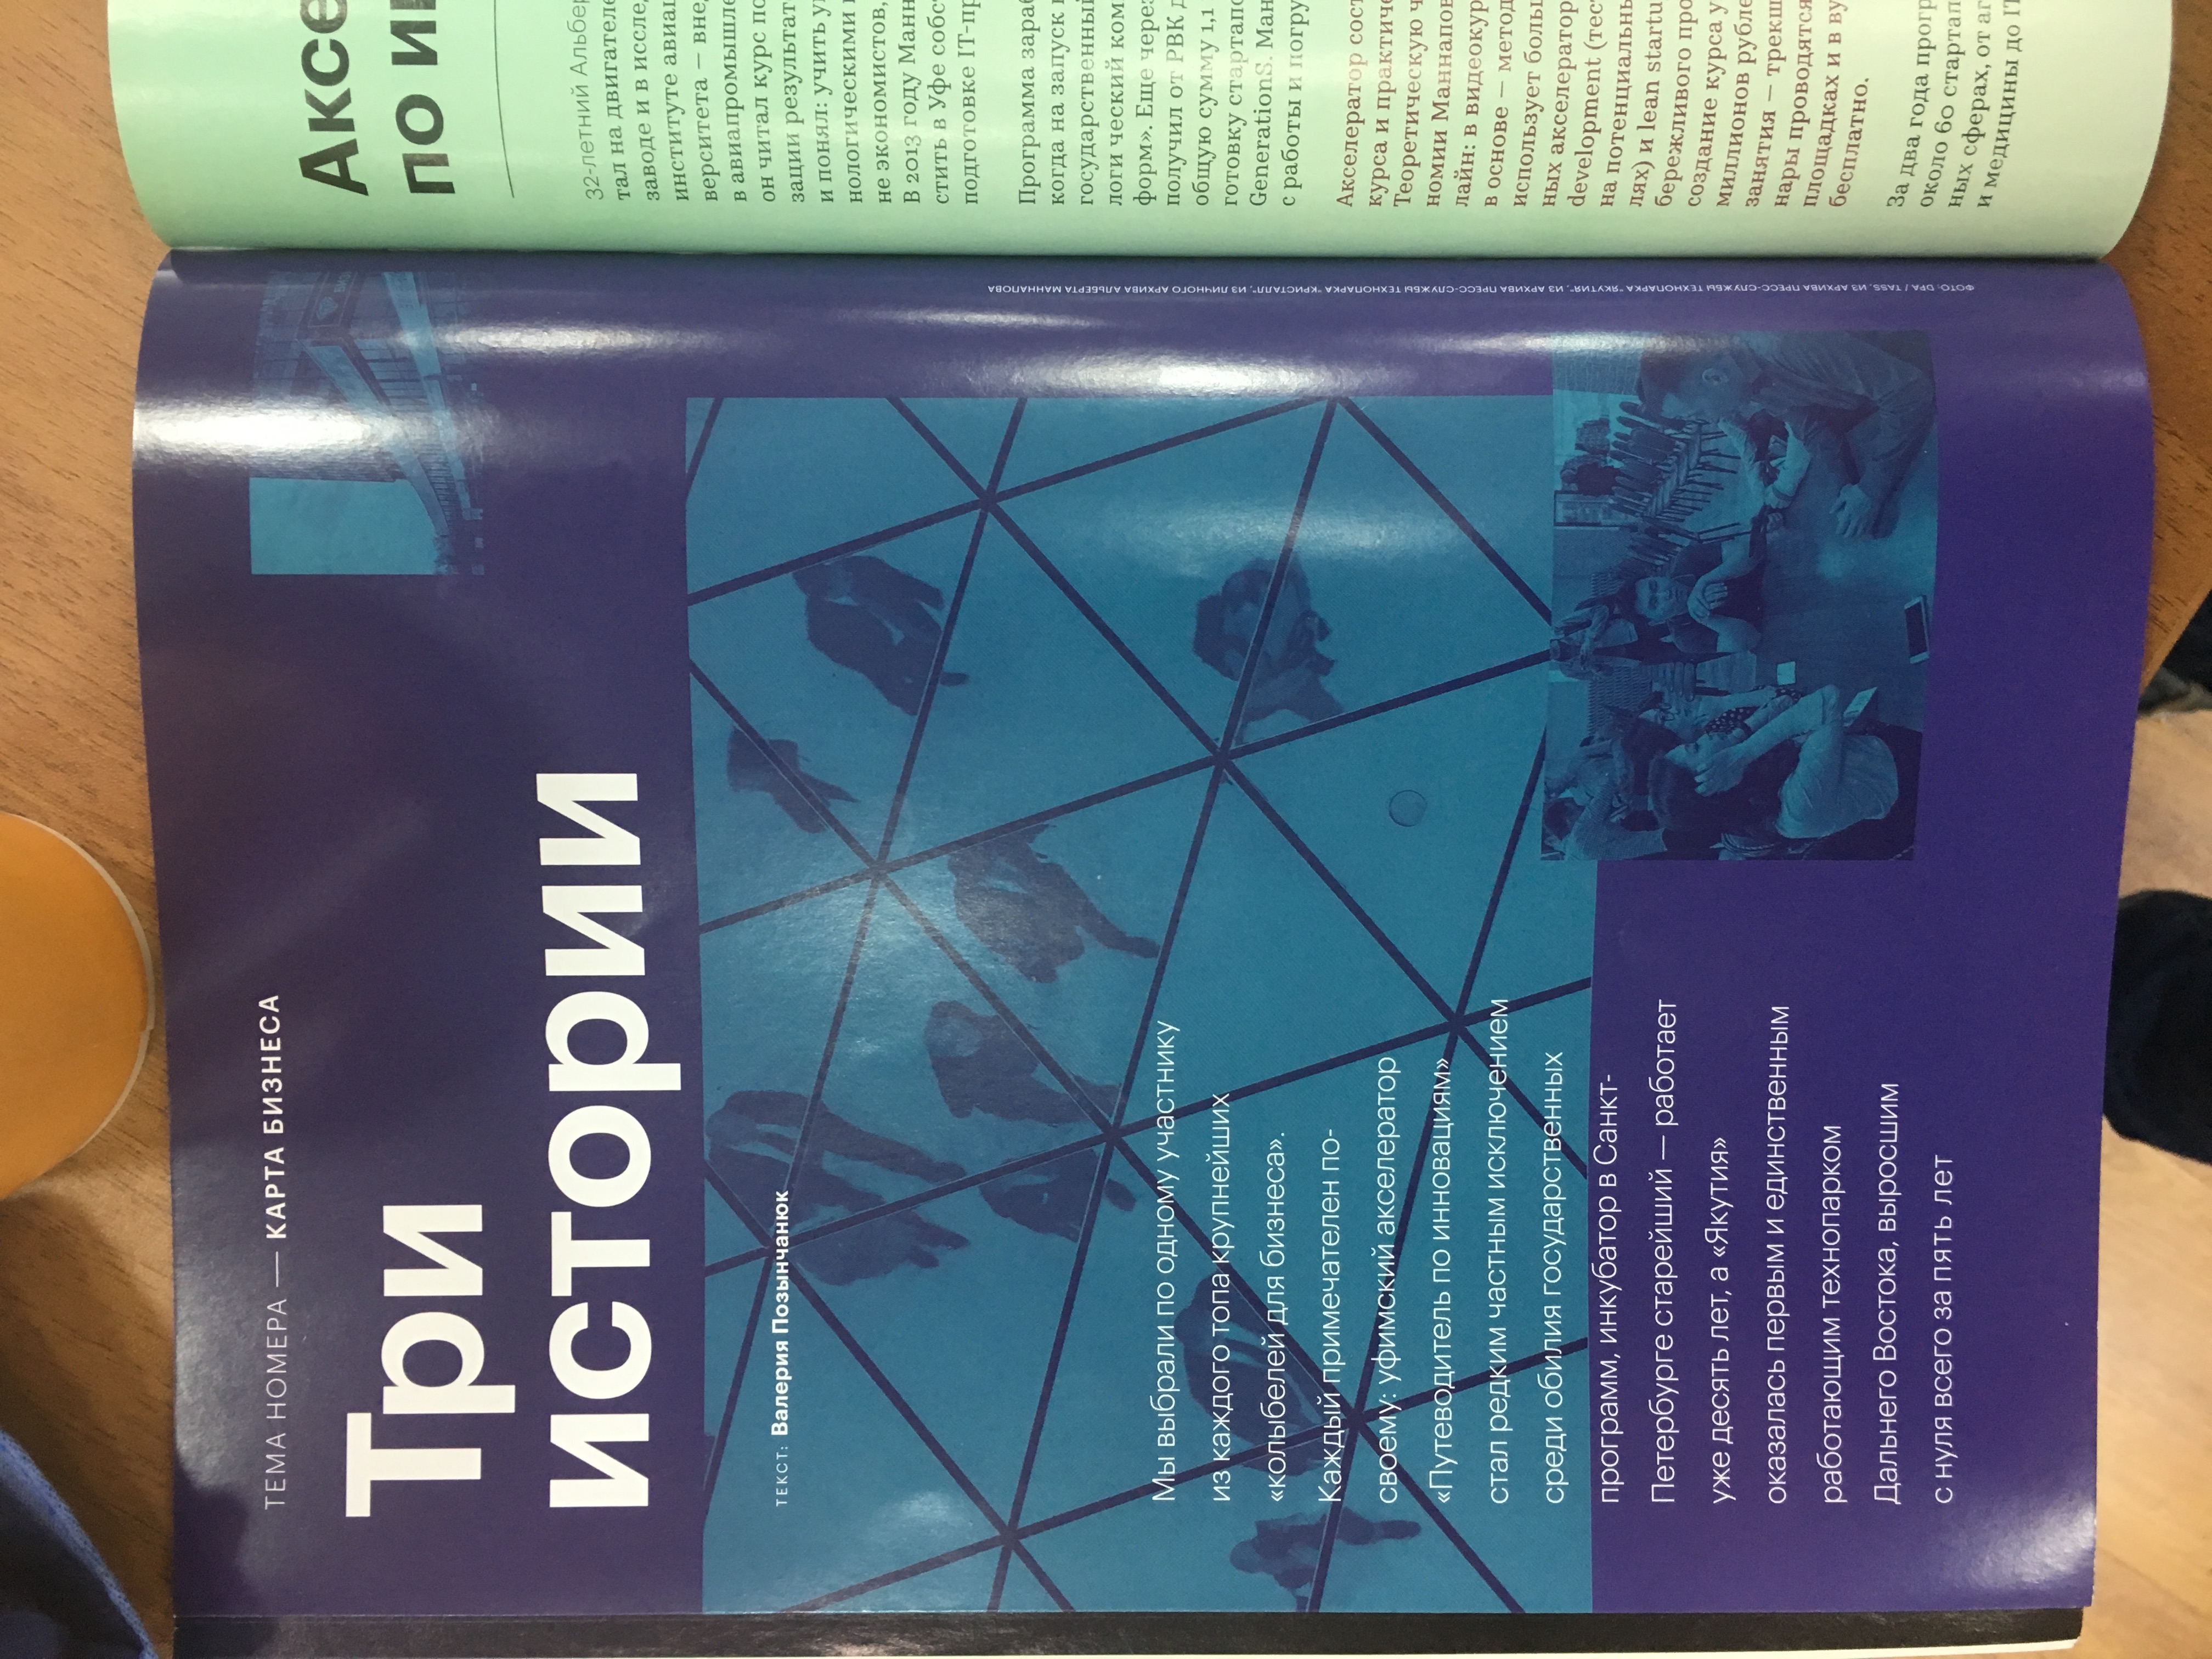 ТЕМА НОМЕРА — КАРТА БИЗНЕСА
Три
истории
ТЕКСТ: Валерия Позынчанюк
Мы выбрали по одному участнику
из каждого топа крупнейших
«колыбелей для бизнеса».
Каждый примечателен по-
своему: уфимский акселератор
«Путеводитель по инновациям»
стал редким частным исключением
среди обилия государственных
программ, инкубатор в Санкт-
Петербурге старейший — работает
уже десять лет, а «Якутия»
оказалась первым и единственным
работающим технопарком
Дальнего Востока, выросшим
с нуля всего за пять лет
ФОТО: DPA / TASS, ИЗ АРХИВА ПРЕСС-СЛУЖБЫ ТЕХНОПАРКА "ЯКУТИЯ", ИЗ АРХИВА ПРЕСС-СЛУЖБЫ ТЕХНОПАРКА "КРИСТАЛЛ", ИЗ ЛИЧНОГО АРХИВА АЛЬБЕРТА МАННАПОВА
Аксе
по ин
32-летний Альбер
тал на двигателе
заводе и в иссле
институте авиац
верситета — вне
в авиапромышле
он читал курс по
зации результат
и понял: учить у
нологическими
не экономистов,
В 2013 году Манн
стить в Уфе собст
подготовке IT-пр
Программа зараб
когда на запуск
государственный
логи ческий ком
форм». Еще через
получил от РВК д
общую сумму 1,1
готовку стартапо
GenerationS. Ман
с работы и погру
Акселератор сост
курса и практиче
Теоретическую ч
номии Маннапов
лайн: в видеокур
в основе — метод
использует больш
ных акселератор
development (тес
на потенциальны
лях) и lean startu
бережливого про
создание курса у
миллионов рубле
занятия — трекш
нары проводятся
площадках и в ву
бесплатно.
За два года прогр
около 60 стартап
ных сферах, от аг
и медицины до IT